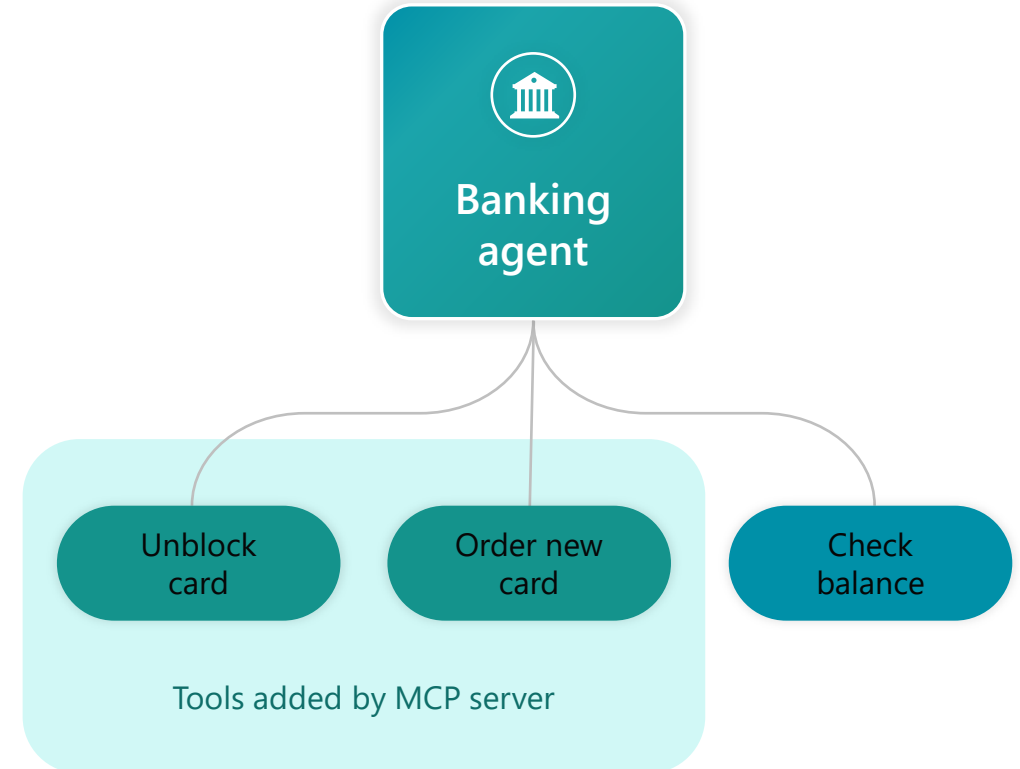 Banking
agent
Unblock
card
Order new
card
Check
balance
Tools added by MCP server